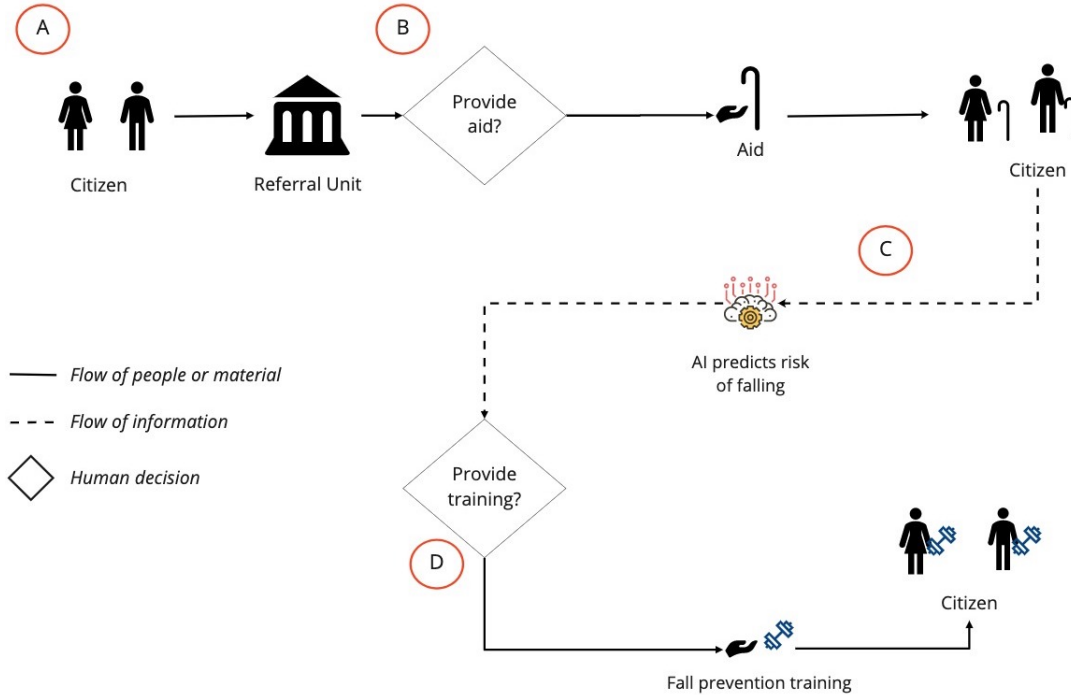 A
B
Provide
aid?
Citizen
Referral Unit
Aid
Citizen
C
AI predicts risk
of falling
Flow of people or material
Flow of information
Human decision
Provide
training?
D
Citizen
Fall prevention training